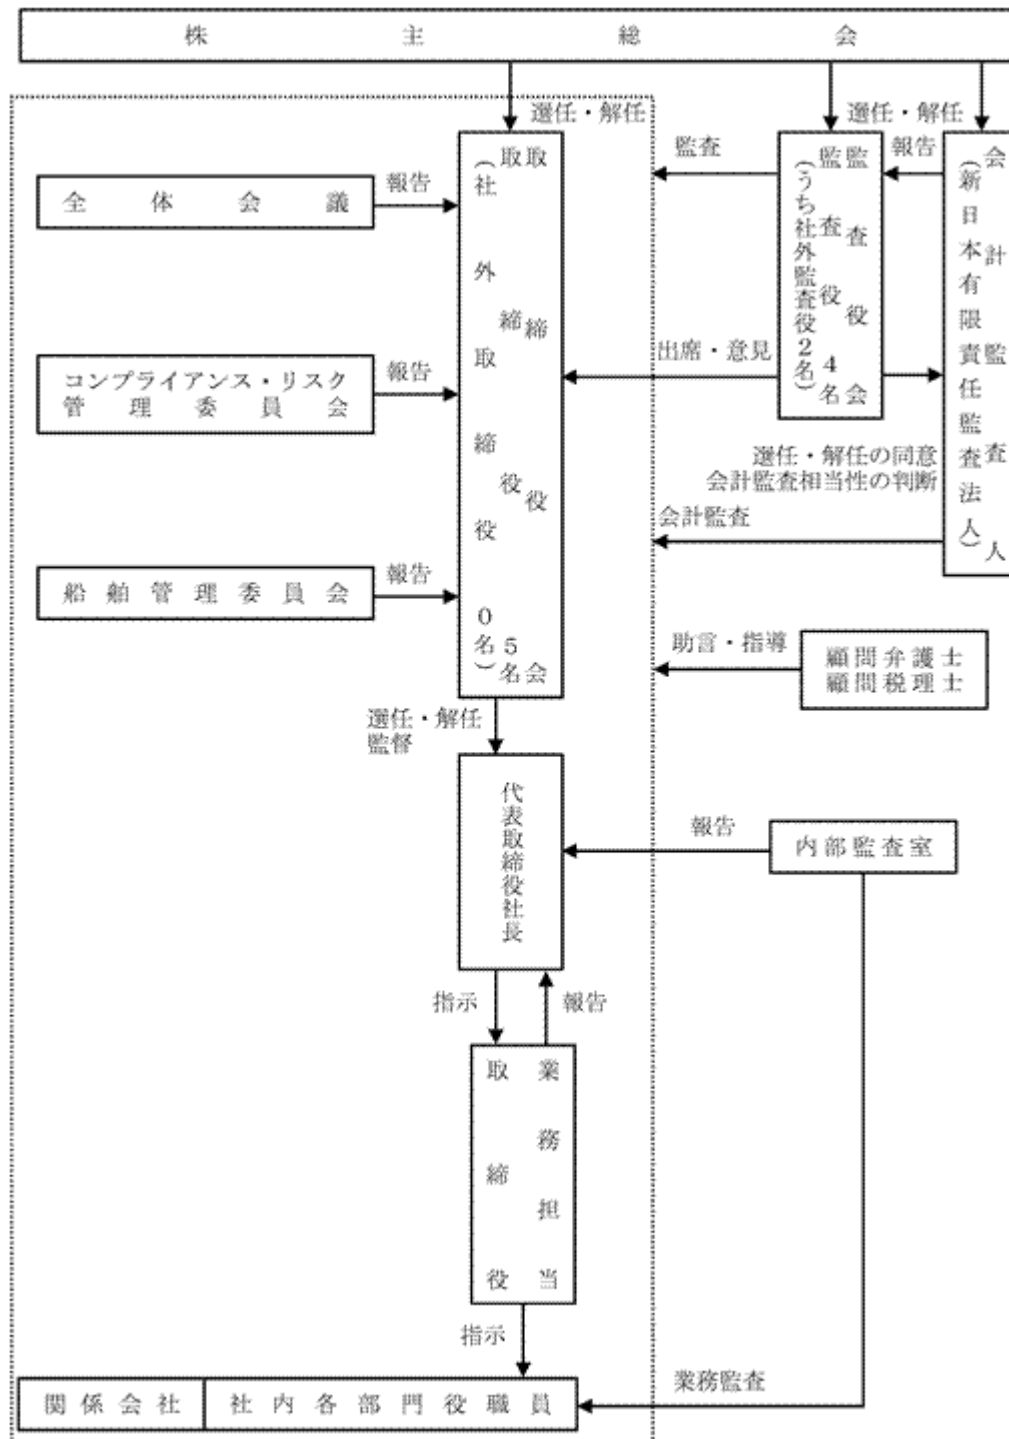 株主総会
選任・解任
選任・解任
取締役会
取締役 5名
(社外取締役 0名)
監査
監査役会
監査役 4名
(うち社外監査役2名)
報告
会計監査人
(新日本有限責任監査法人)
全体会議
報告
コンプライアンス・リスク
管理委員会
報告
出席・意見
選任・解任の同意
会計監査相当性の判断
会計監査
船舶管理委員会
報告
助言・指導
顧問弁護士
顧問税理士
選任・解任
監督
代表取締役社長
報告
内部監査室
指示
報告
業務担当
取締役
指示
関係会社
社内各部門役職員
業務監査